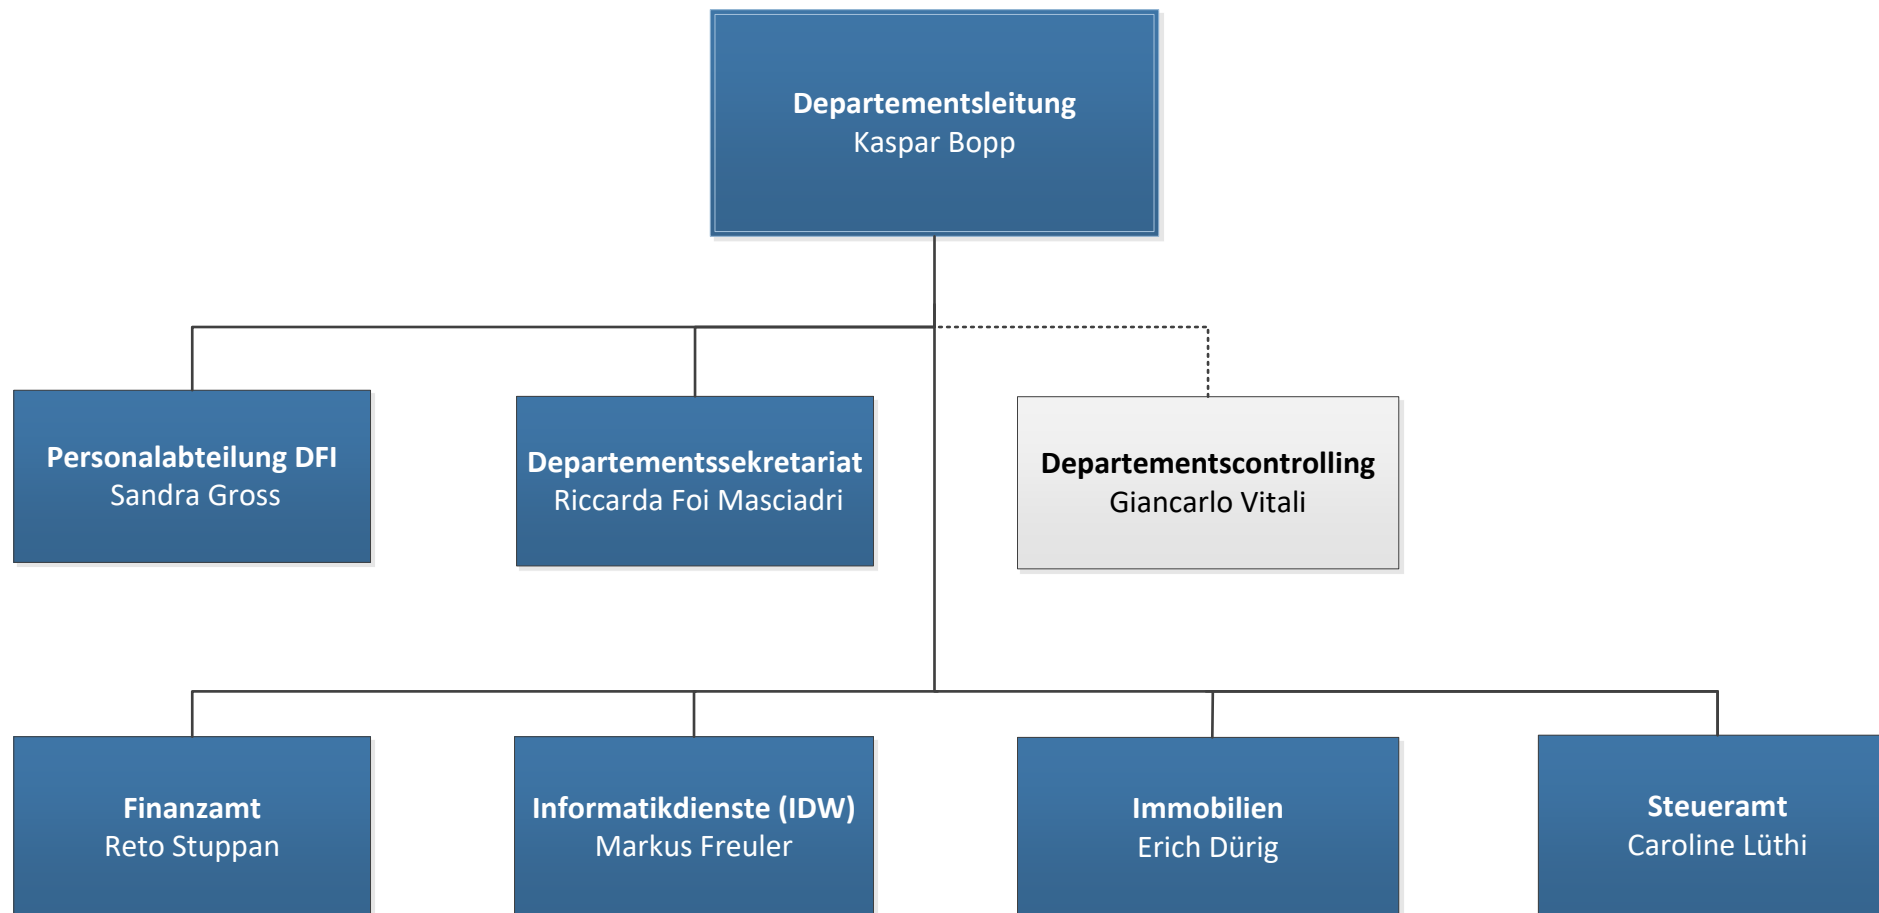 Departementsleitung
Kaspar Bopp
Personalabteilung DFI
Sandra Gross
Departementssekretariat
Riccarda Foi Masciadri
Departementscontrolling
Giancarlo Vitali
Finanzamt
Reto Stuppan
Informatikdienste (IDW)
Markus Freuler
Immobilien
Erich Dürig
Steueramt
Caroline Lüthi